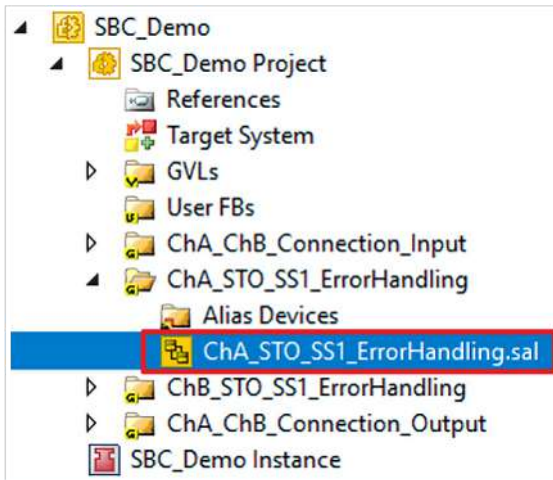 SBC_Demo
SBC_Demo Project
References
Target System
GVLs
User FBs
ChA_ChB_Connection_Input
ChA_STO_SS1_ErrorHandling
Alias Devices
ChA_STO_SS1_ErrorHandling.sal
ChB_STO_SS1_ErrorHandling
ChA_ChB_Connection_Output
SBC_Demo Instance